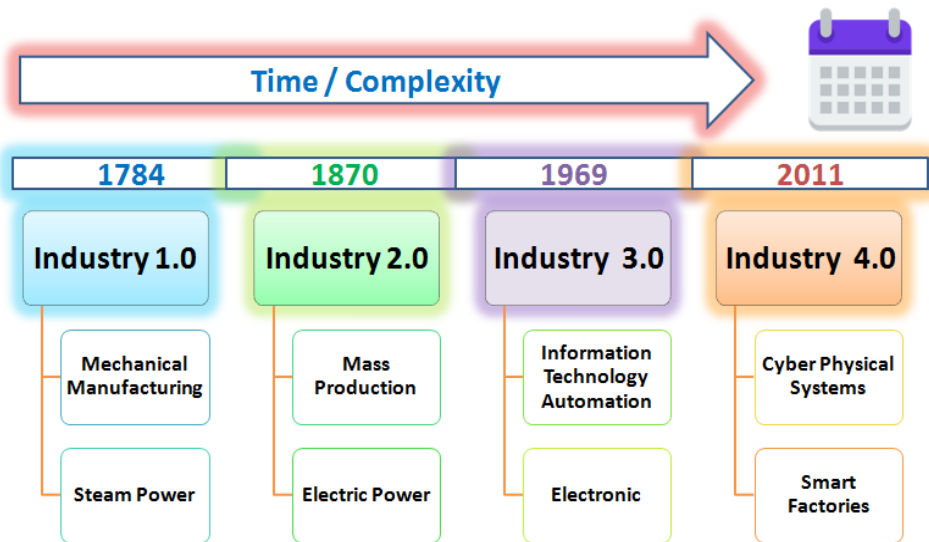 Time / Complexity
1784
1870
1969
2011
Industry 1.0
Industry 2.0
Industry 3.0
Industry 4.0
Mechanical
Manufacturing
Mass
Production
Information
Technology
Automation
Cyber Physical
Systems
Steam Power
Electric Power
Electronic
Smart
Factories